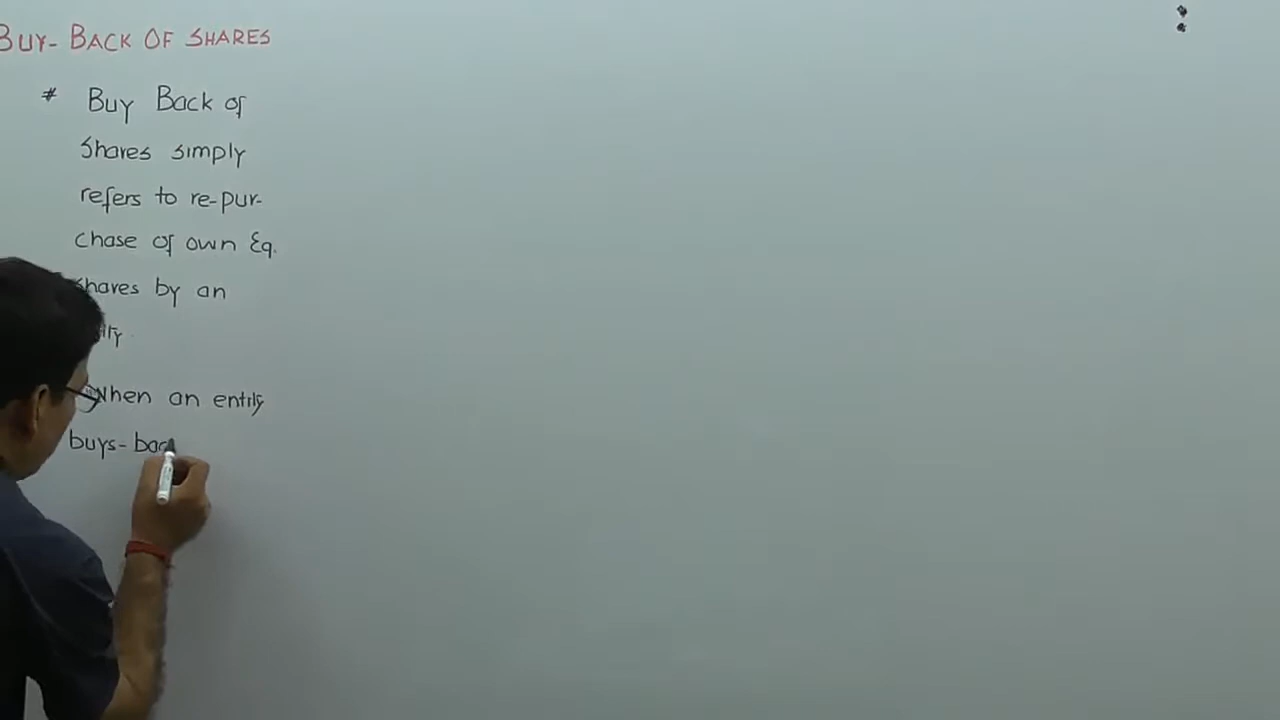 BUY-BACK OF SHARES
# Buy Back of
Shares simply
refers to re-pur-
chase of own Eq.
shares by an
When an entity
buys-bac